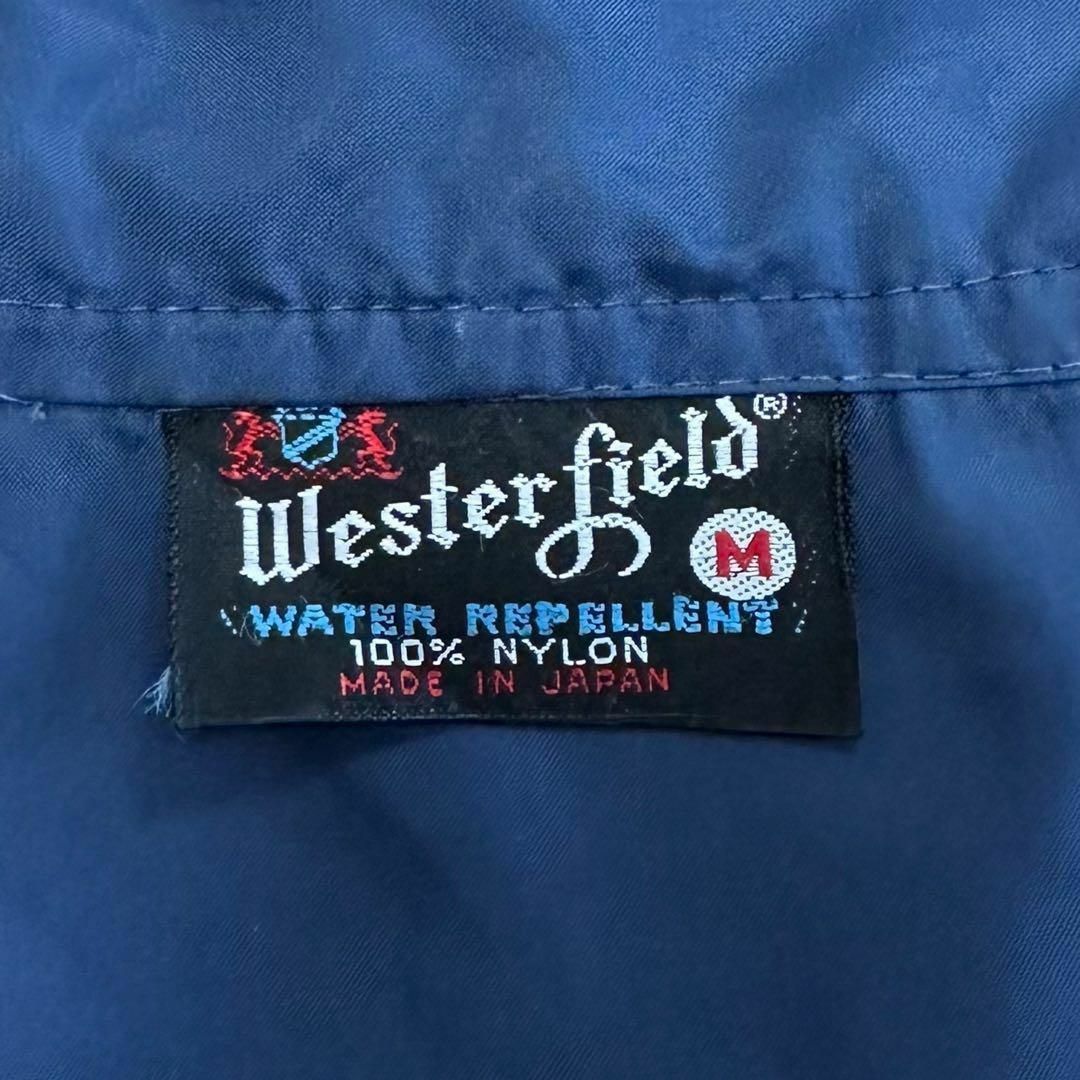 Westerfield®
M
WATER REPELLENT
100% NYLON
MADE IN JAPAN